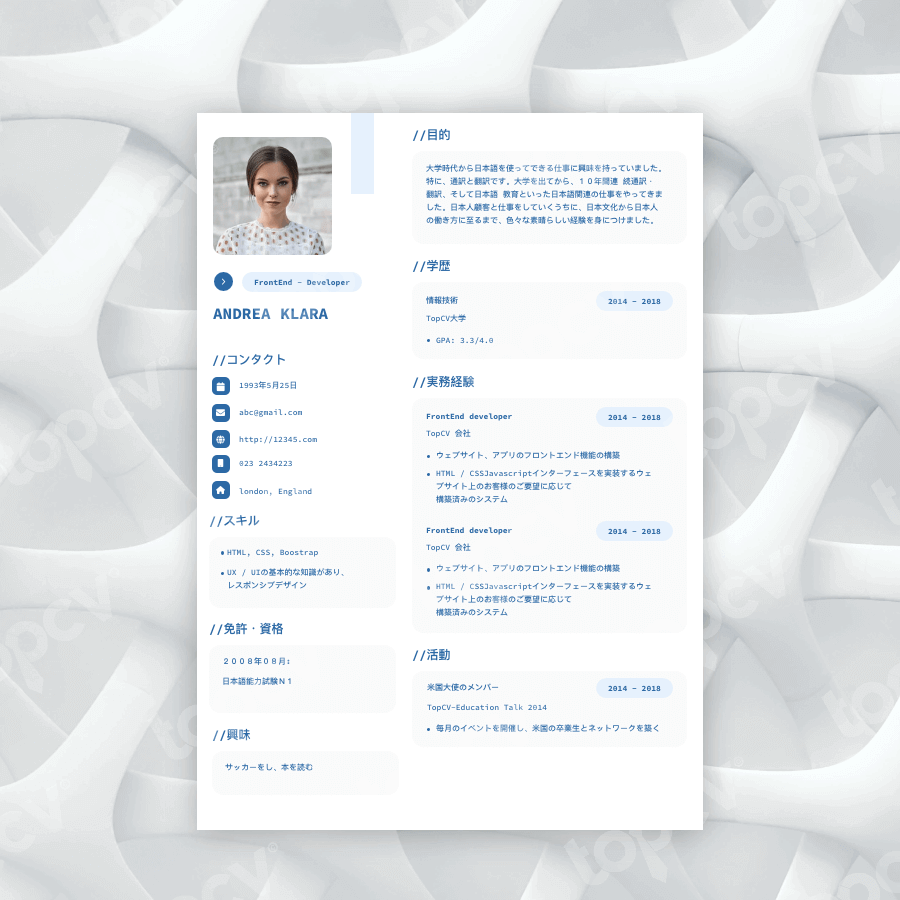 FrontEnd - Developer
ANDREA KLARA
//コンタクト
1993年5月25日
abc@gmail.com
http://12345.com
023 2434223
london, England
//スキル
• HTML, CSS, Boostrap
• UX / UIの基本的な知識があり、
レスポンシブデザイン
//免許・資格
２００８年０８月:
日本語能力試験Ｎ１
//興味
サッカーをし、本を読む
//目的
大学時代から日本語を使ってできる仕事に興味を持っていました。
特に、通訳と翻訳です。大学を出てから、１０年間連 続通訳・
翻訳、そして日本語 教育といった日本語関連の仕事をやってきま
した。日本人顧客と仕事をしていくうちに、日本文化から日本人
の働き方に至るまで、色々な素晴らしい経験を身につけました。
//学歴
情報技術 2014 - 2018
TopCV大学
• GPA: 3.3/4.0
//実務経験
FrontEnd developer 2014 - 2018
TopCV 会社
• ウェブサイト、アプリのフロントエンド機能の構築
• HTML / CSSJavascriptインターフェースを実装するウェ
ブサイト上のお客様のご要望に応じて
構築済みのシステム
FrontEnd developer 2014 - 2018
TopCV 会社
• ウェブサイト、アプリのフロントエンド機能の構築
• HTML / CSSJavascriptインターフェースを実装するウェ
ブサイト上のお客様のご要望に応じて
構築済みのシステム
//活動
米国大使のメンバー 2014 - 2018
TopCV-Education Talk 2014
• 毎月のイベントを開催し、米国の卒業生とネットワークを築く
topcv